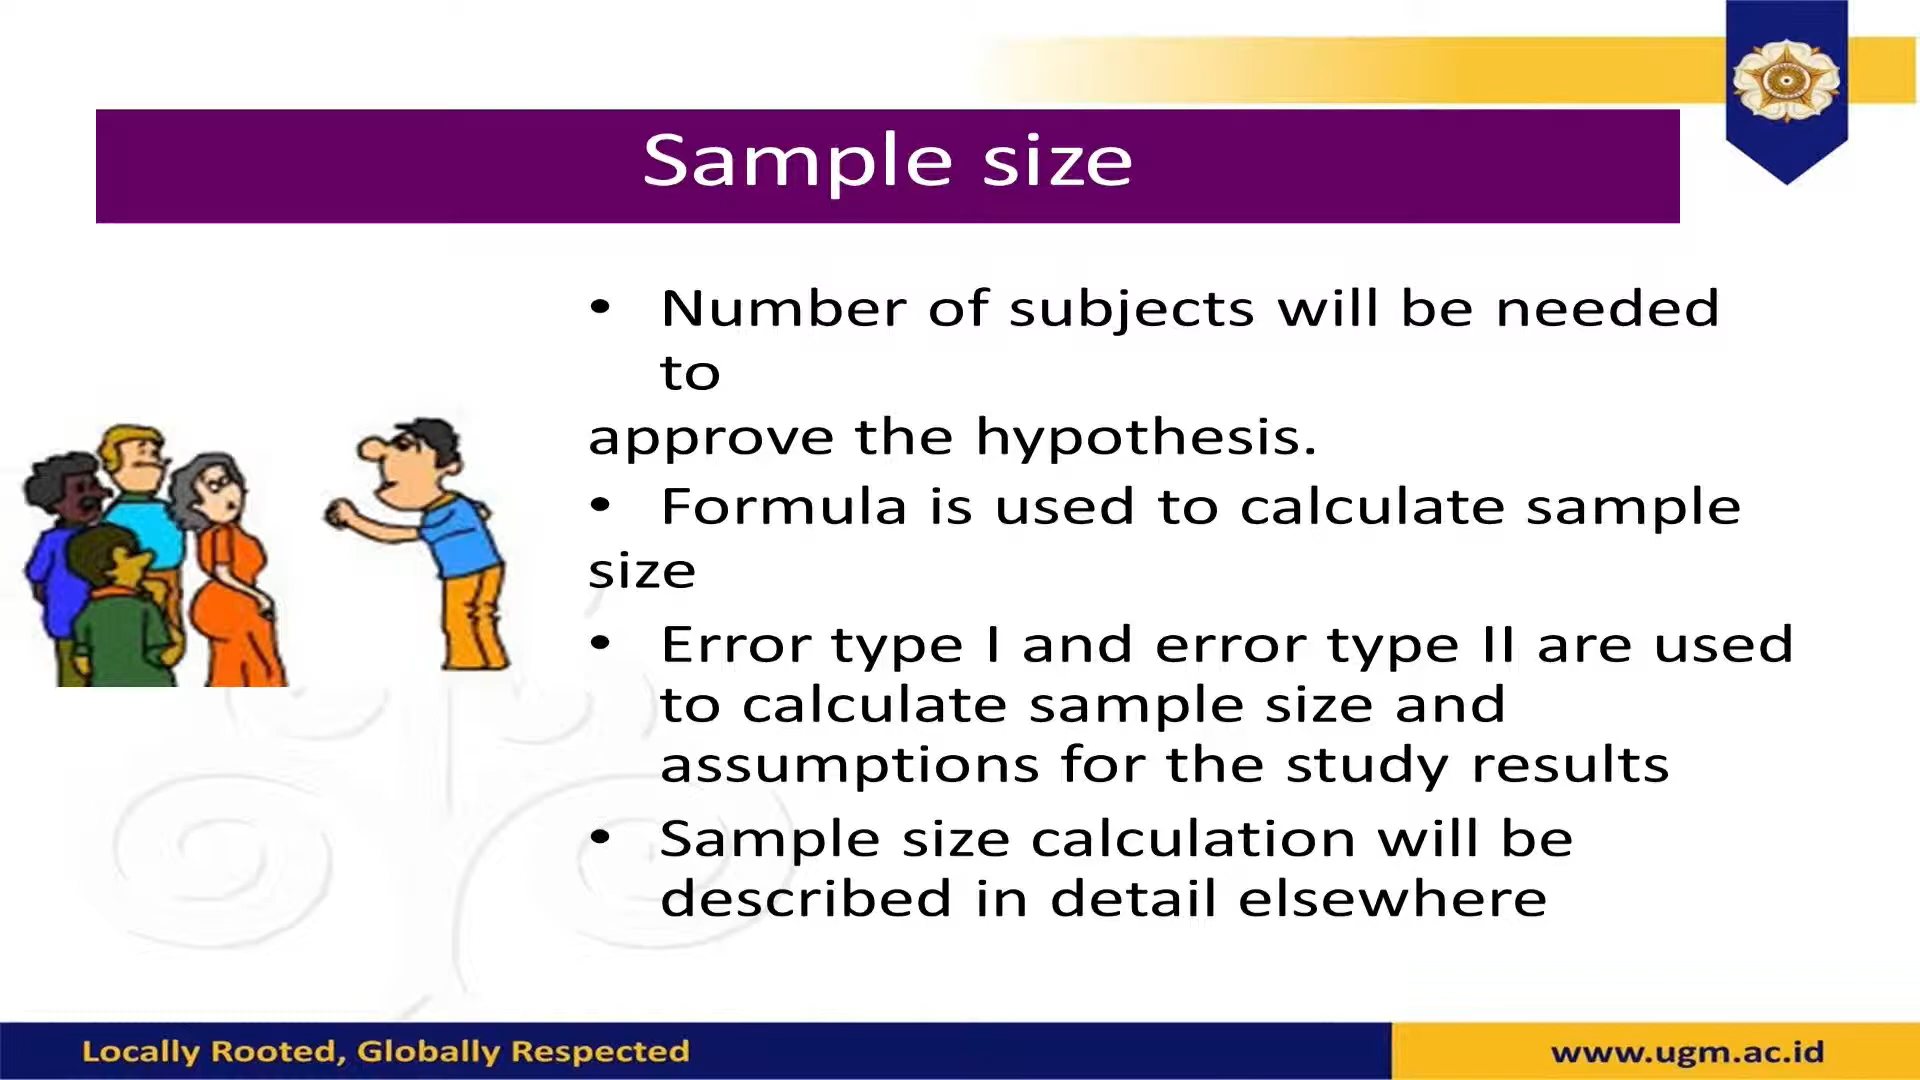 Sample size
• Number of subjects will be needed
to
approve the hypothesis.
• Formula is used to calculate sample
size
• Error type I and error type II are used
to calculate sample size and
assumptions for the study results
• Sample size calculation will be
described in detail elsewhere
Locally Rooted, Globally Respected
www.ugm.ac.id